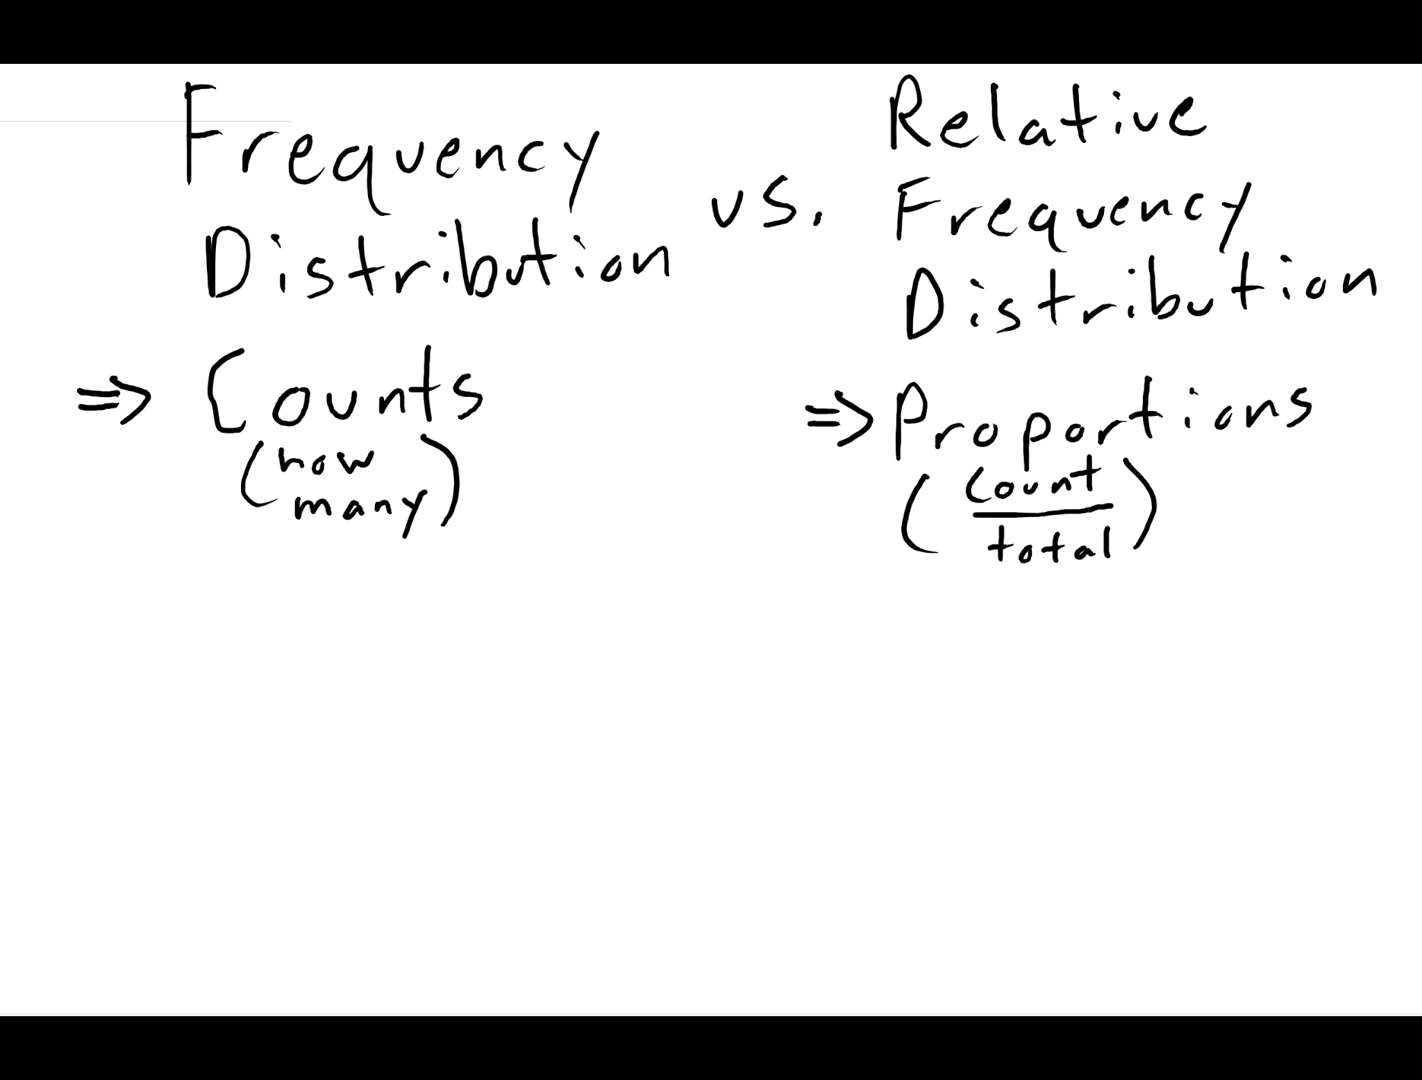 Frequency
Distribution
⇒ Counts
(how
many)
vs.
Relative
Frequency
Distribution
⇒ Proportions
(count
total)